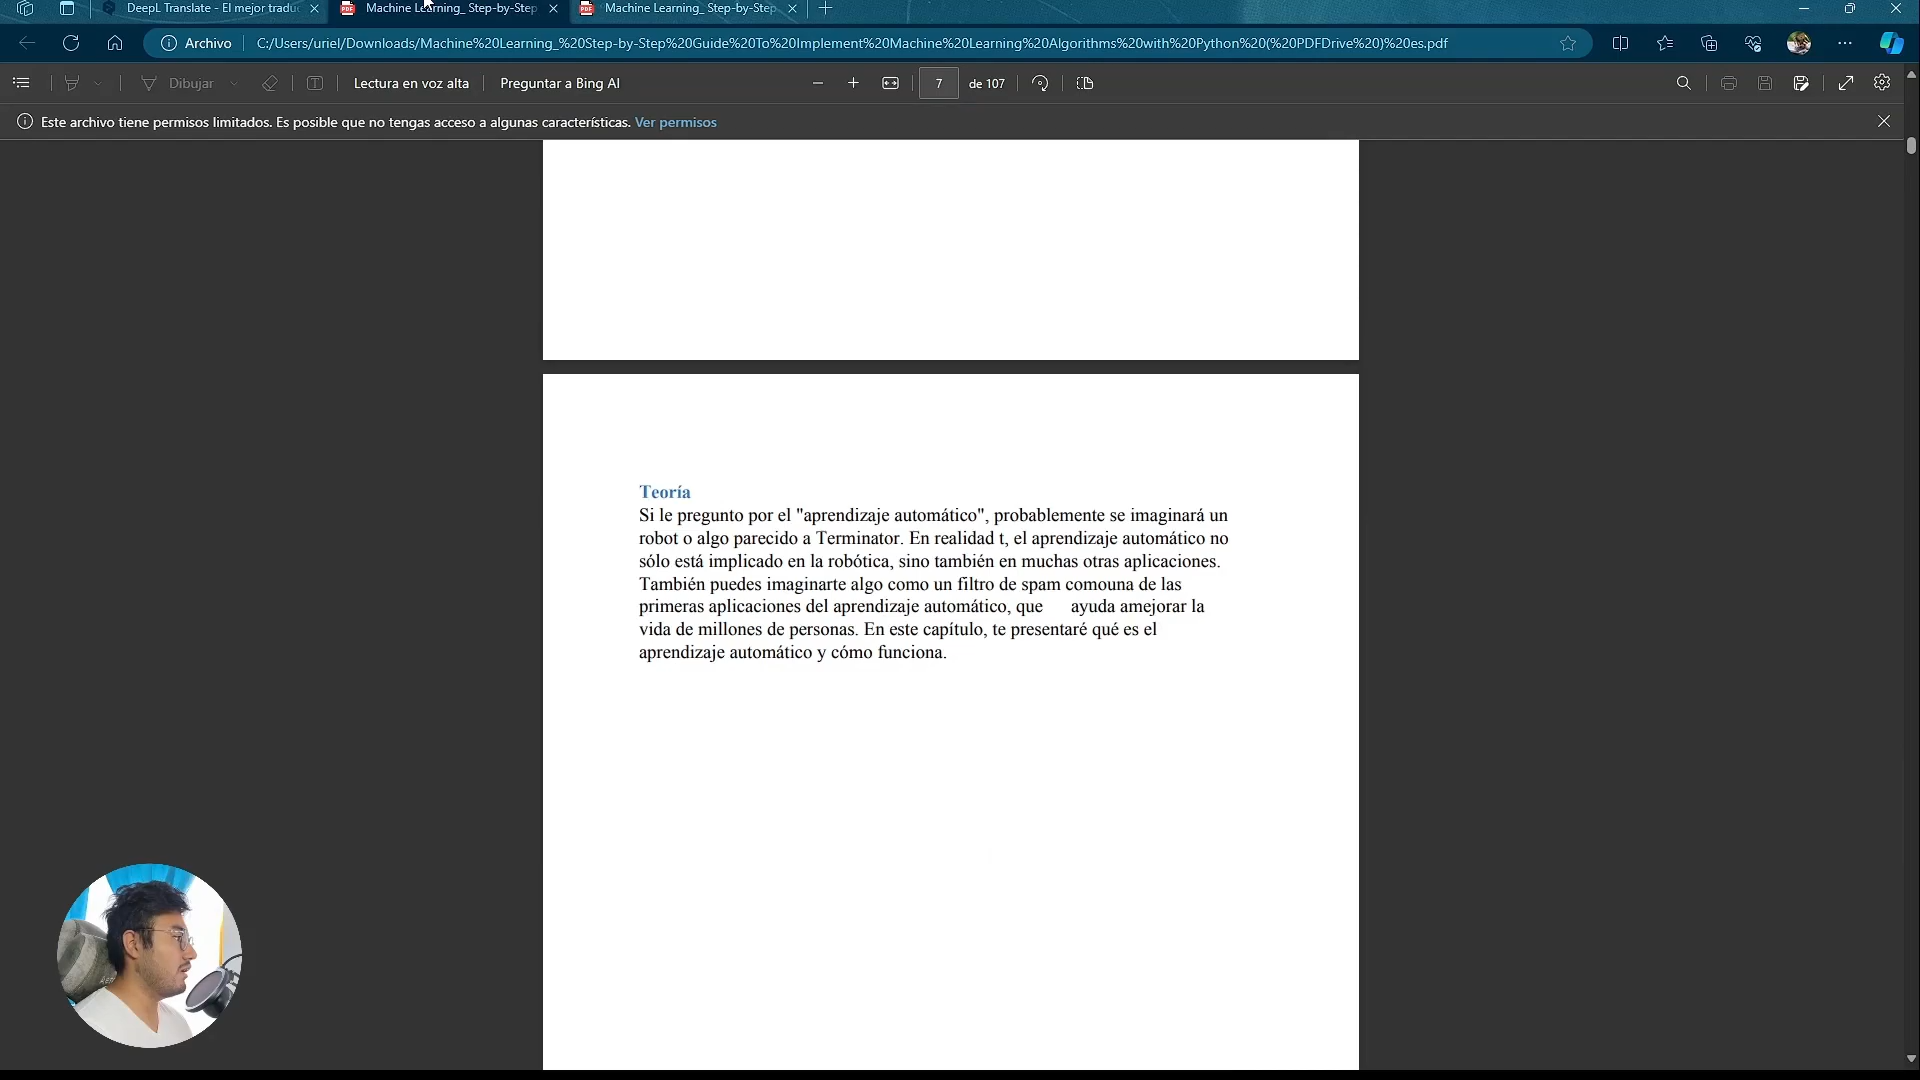 DeepL Translate - El mejor tradu
Machine Learning_ Step-by-Step
Machine Learning_ Step-by-Step
Archivo
C:/Users/uriel/Downloads/Machine%20Learning_%20Step-by-Step%20Guide%20To%20Implement%20Machine%20Learning%20Algorithms%20with%20Python%20(%20PDFDrive%20)%20es.pdf
Dibujar
Lectura en voz alta
Preguntar a Bing AI
7
de 107
Este archivo tiene permisos limitados. Es posible que no tengas acceso a algunas características. Ver permisos
Teoría
Si le pregunto por el "aprendizaje automático", probablemente se imaginará un
robot o algo parecido a Terminator. En realidad t, el aprendizaje automático no
sólo está implicado en la robótica, sino también en muchas otras aplicaciones.
También puedes imaginarte algo como un filtro de spam comouna de las
primeras aplicaciones del aprendizaje automático, que ayuda amejorar la
vida de millones de personas. En este capítulo, te presentaré qué es el
aprendizaje automático y cómo funciona.